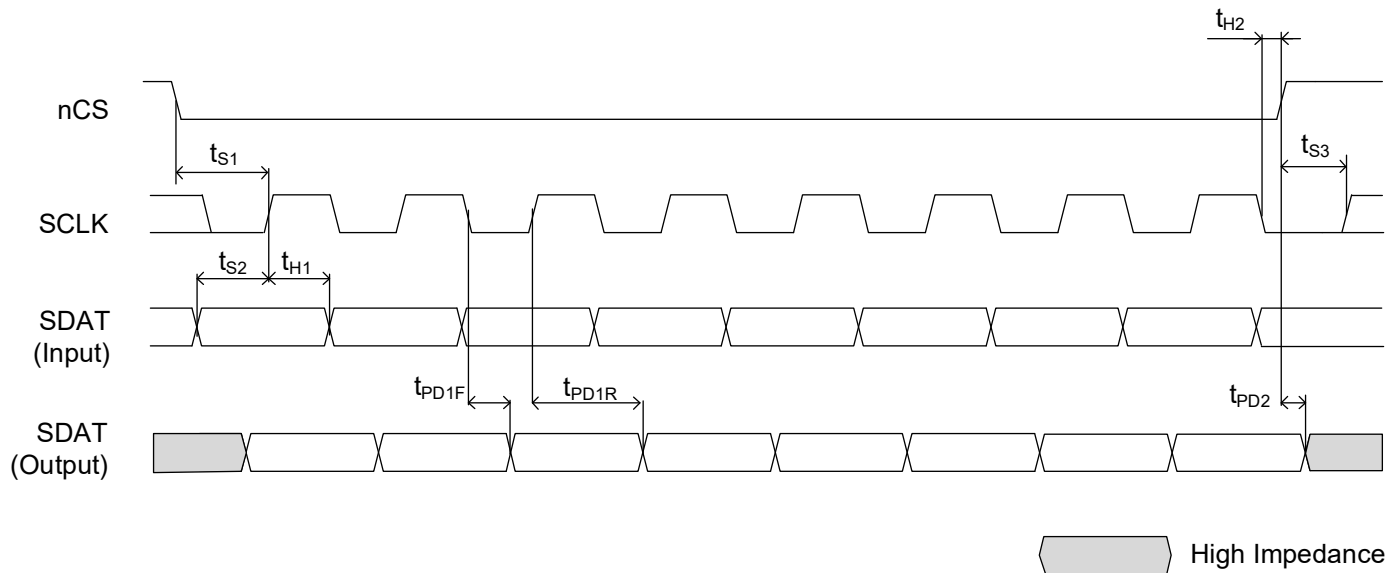 tH2
nCS
tS1
tS3
SCLK
tS2
tH1
SDAT
(Input)
tPD1F
tPD1R
tPD2
SDAT
(Output)
High Impedance